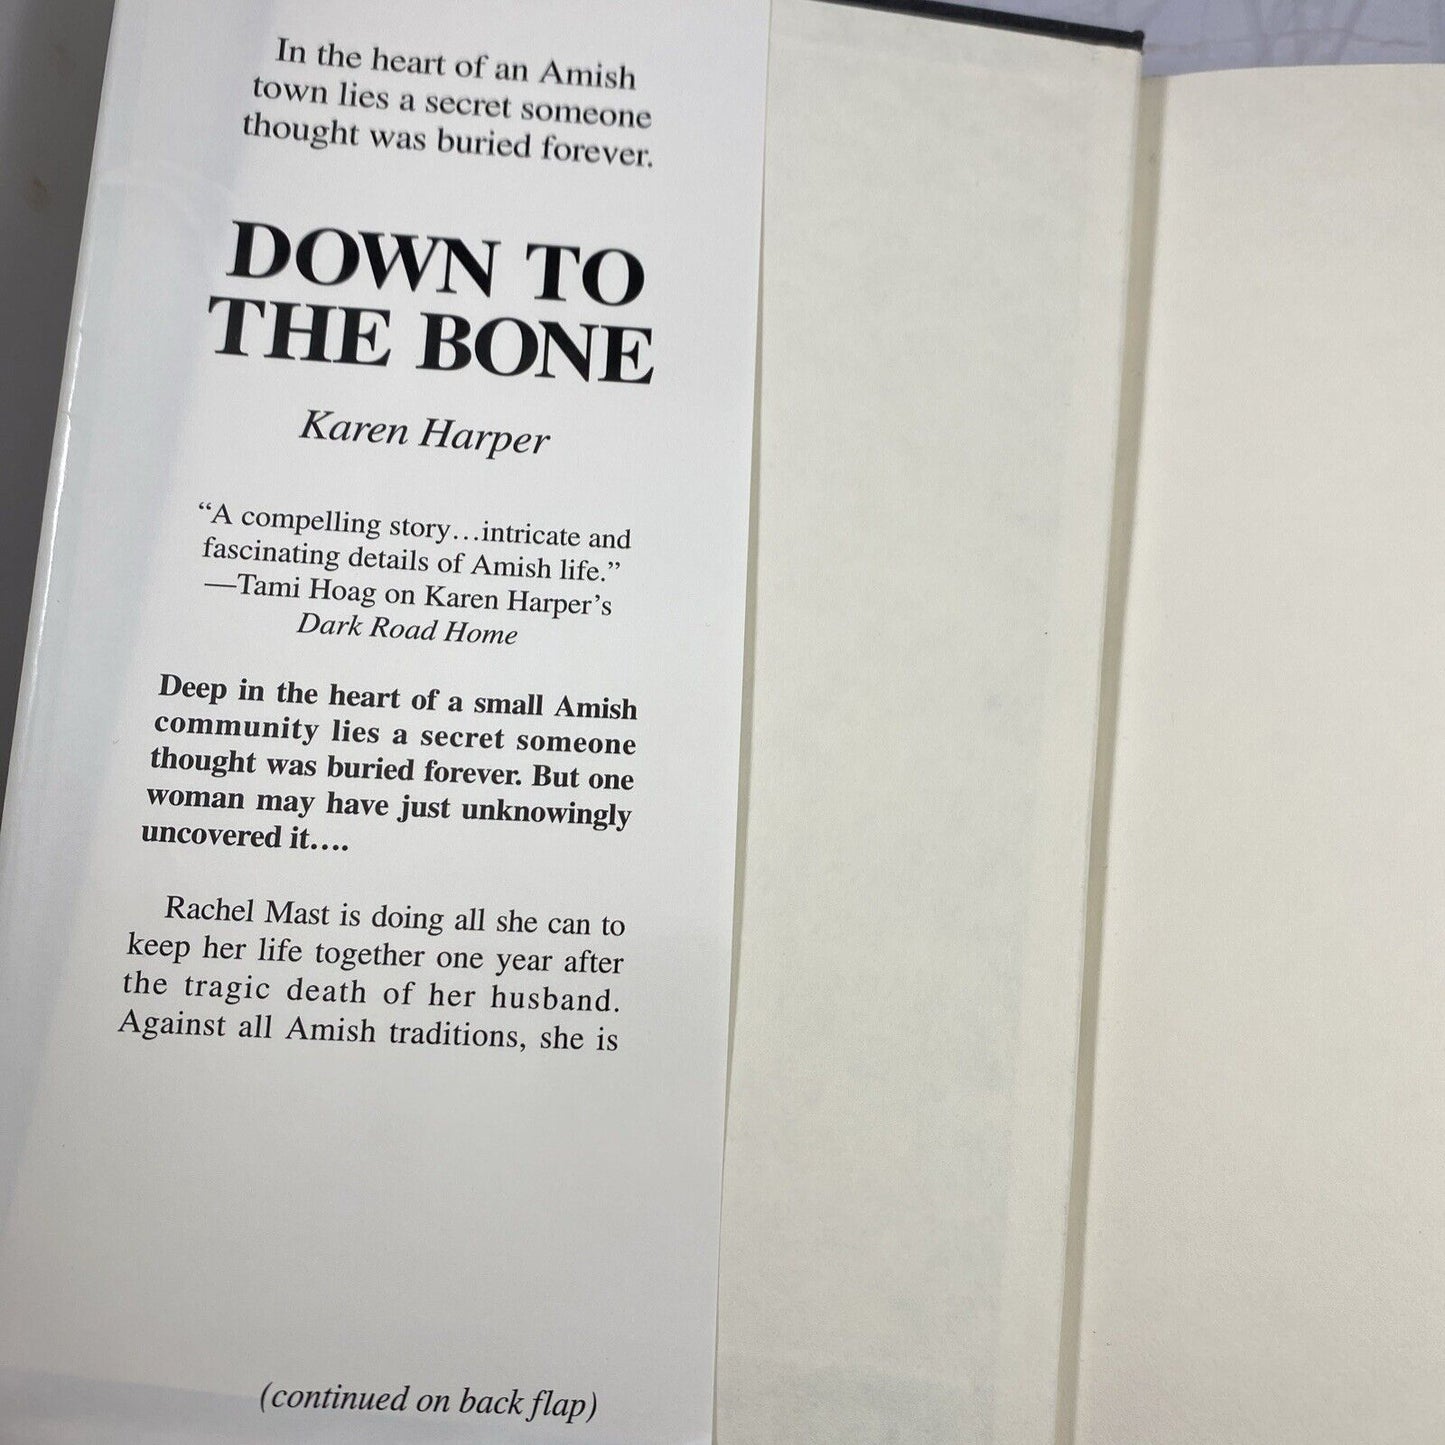 In the heart of an Amish
town lies a secret someone
thought was buried forever.
DOWN TO
THE BONE
Karen Harper
“A compelling story…intricate and
fascinating details of Amish life.”
—Tami Hoag on Karen Harper’s
Dark Road Home
Deep in the heart of a small Amish
community lies a secret someone
thought was buried forever. But one
woman may have just unknowingly
uncovered it….
Rachel Mast is doing all she can to
keep her life together one year after
the tragic death of her husband.
Against all Amish traditions, she is
(continued on back flap)